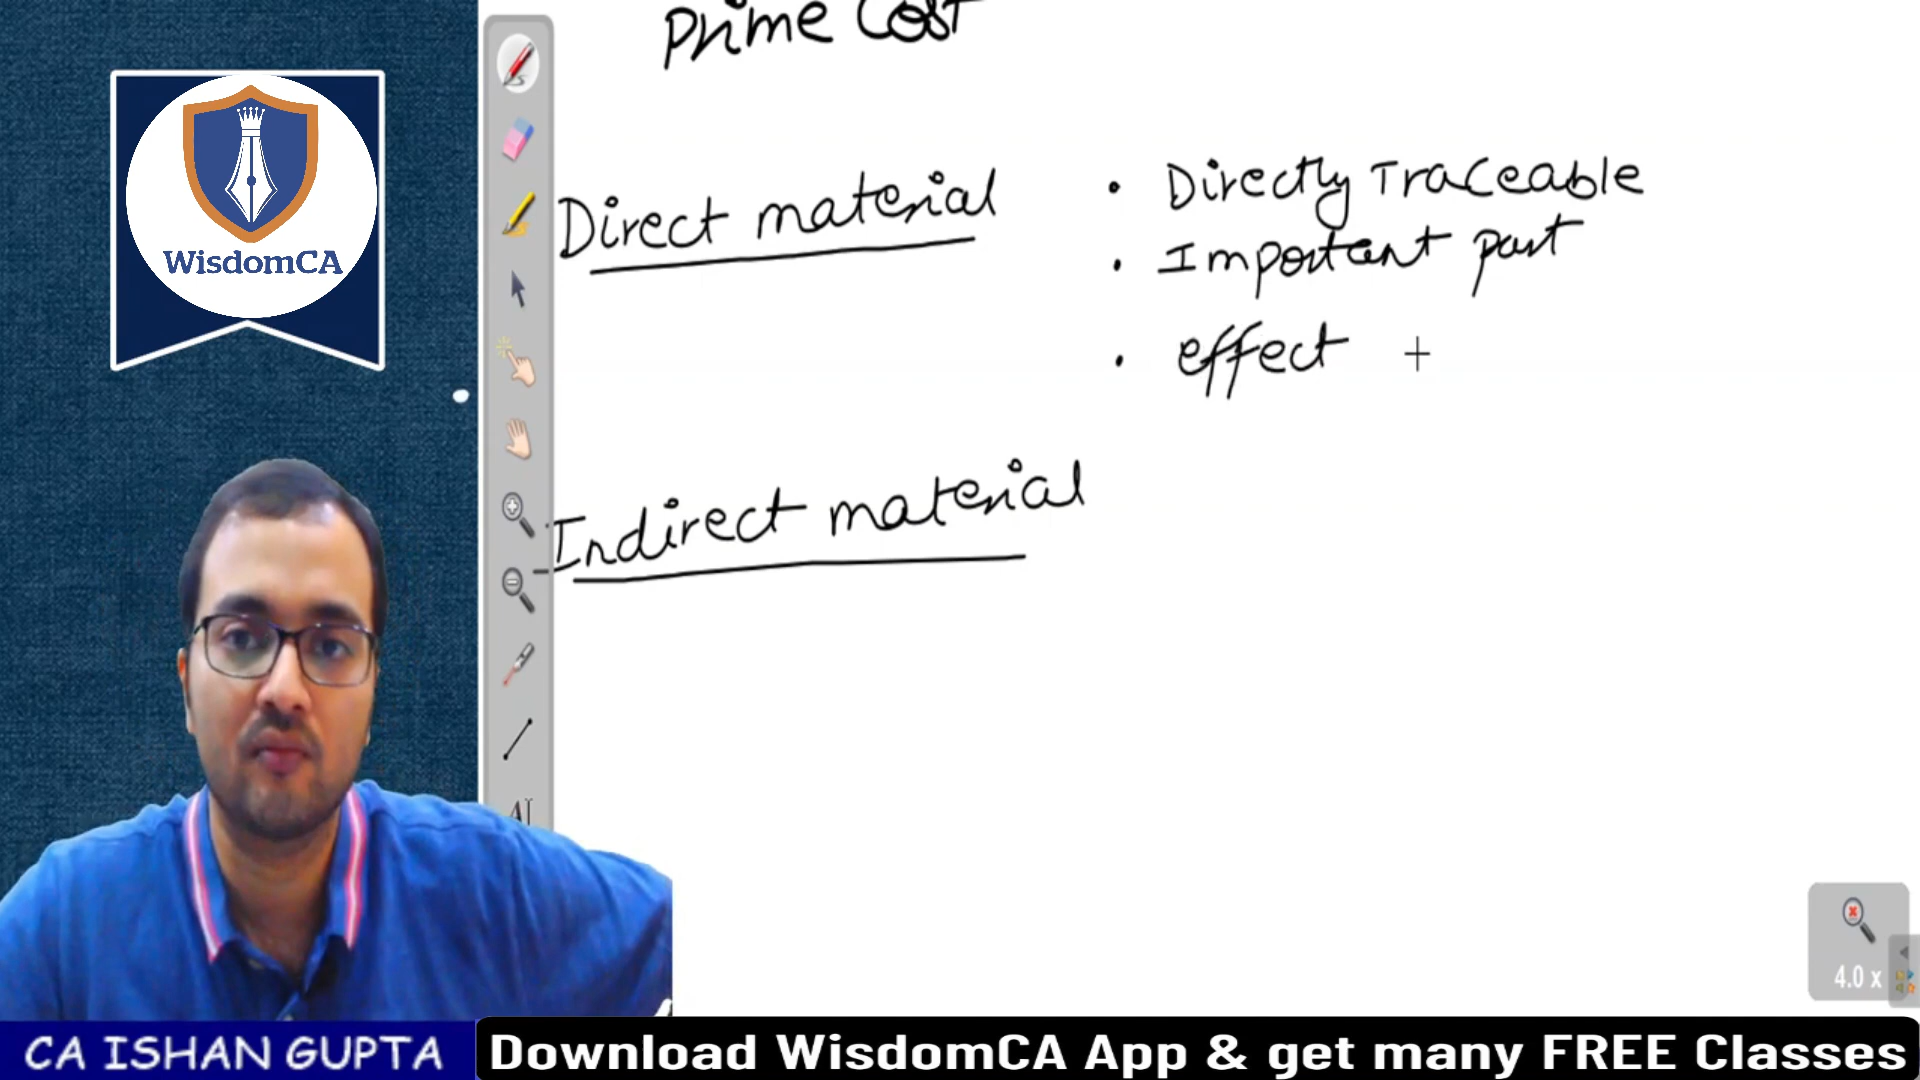 Prime Cost
WisdomCA
Direct material
• Directly Traceable
• Important part
• effect
Indirect material
AI
4.0 x
CA ISHAN GUPTA
Download WisdomCA App & get many FREE Classes